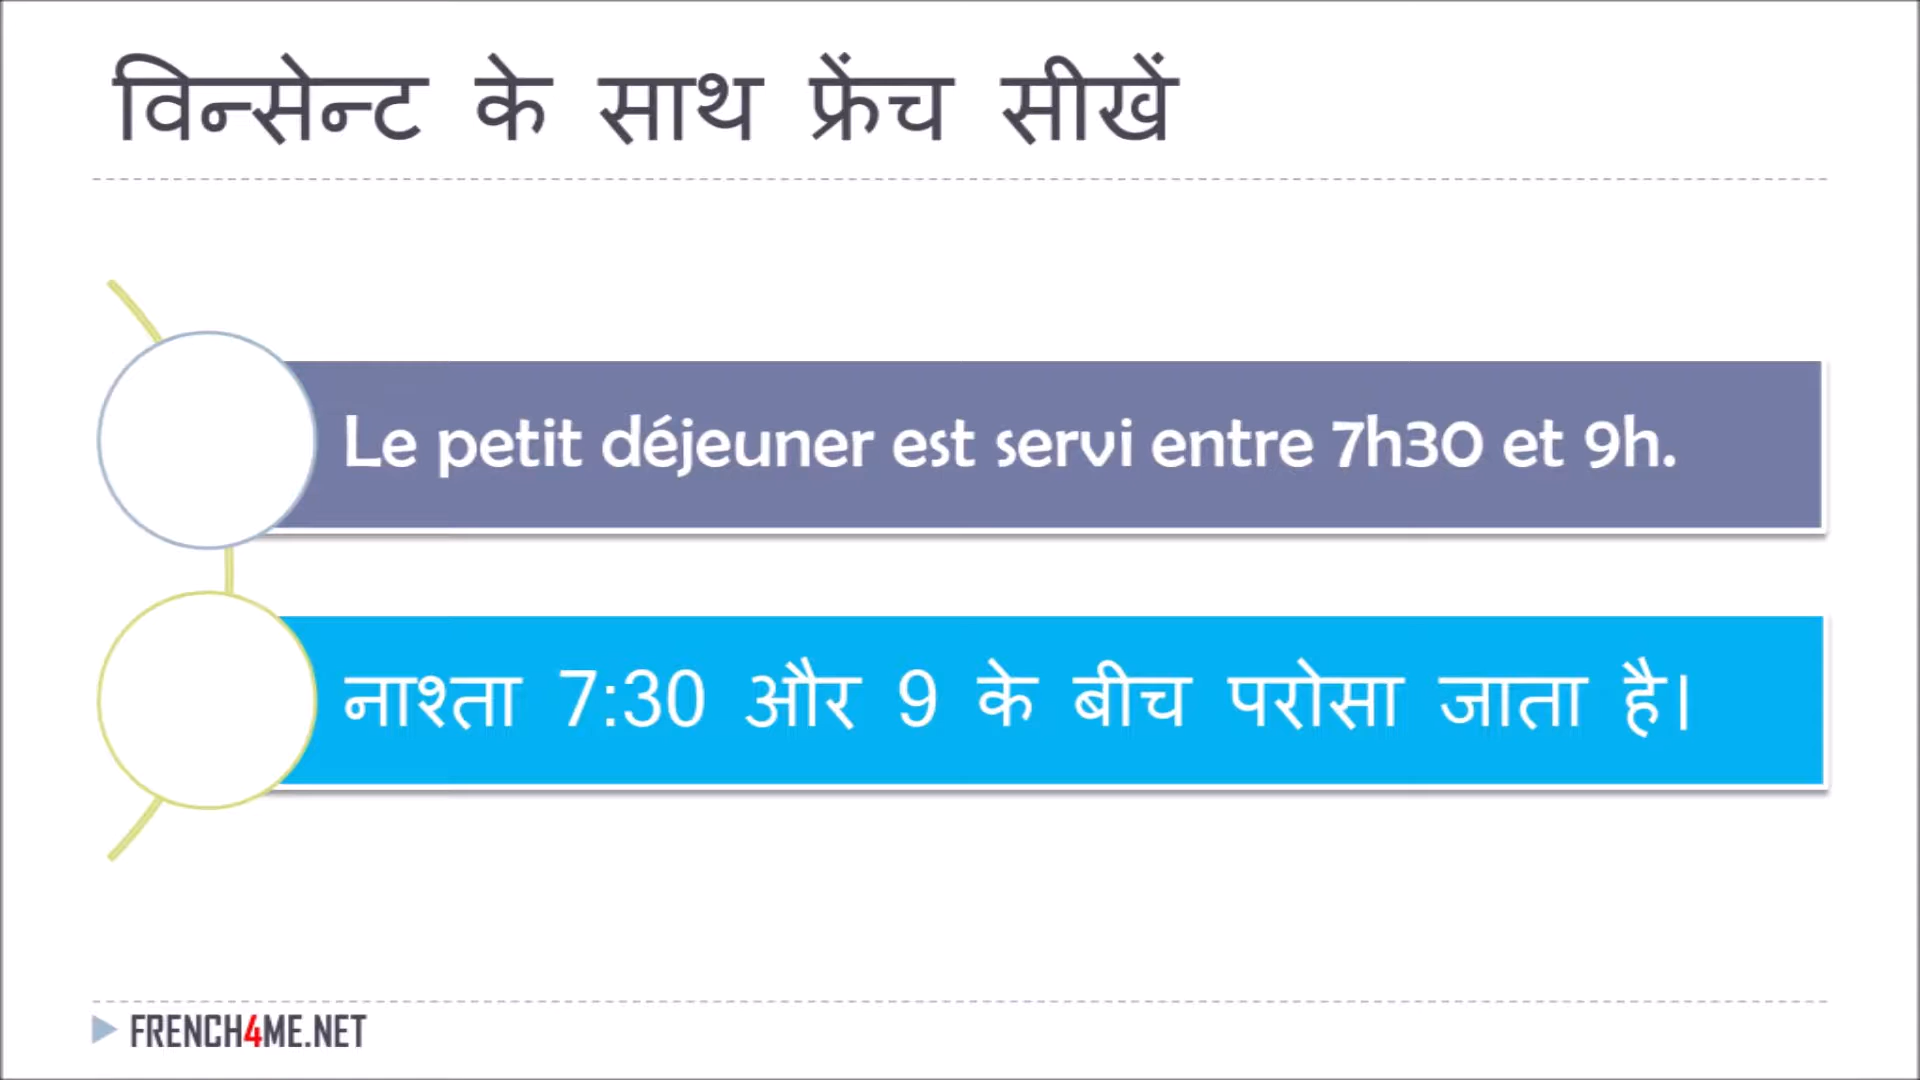 विन्सेन्ट के साथ फ्रेंच सीखें
Le petit déjeuner est servi entre 7h30 et 9h.
नाश्ता 7:30 और 9 के बीच परोसा जाता है।
FRENCH4ME.NET